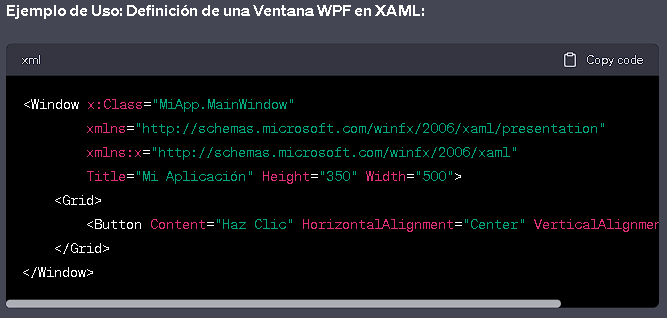 Ejemplo de Uso: Definición de una Ventana WPF en XAML:
xml Copy code
<Window x:Class="MiApp.MainWindow"
xmlns="http://schemas.microsoft.com/winfx/2006/xaml/presentation"
xmlns:x="http://schemas.microsoft.com/winfx/2006/xaml"
Title="Mi Aplicación" Height="350" Width="500">
<Grid>
<Button Content="Haz Clic" HorizontalAlignment="Center" VerticalAlignmen
</Grid>
</Window>